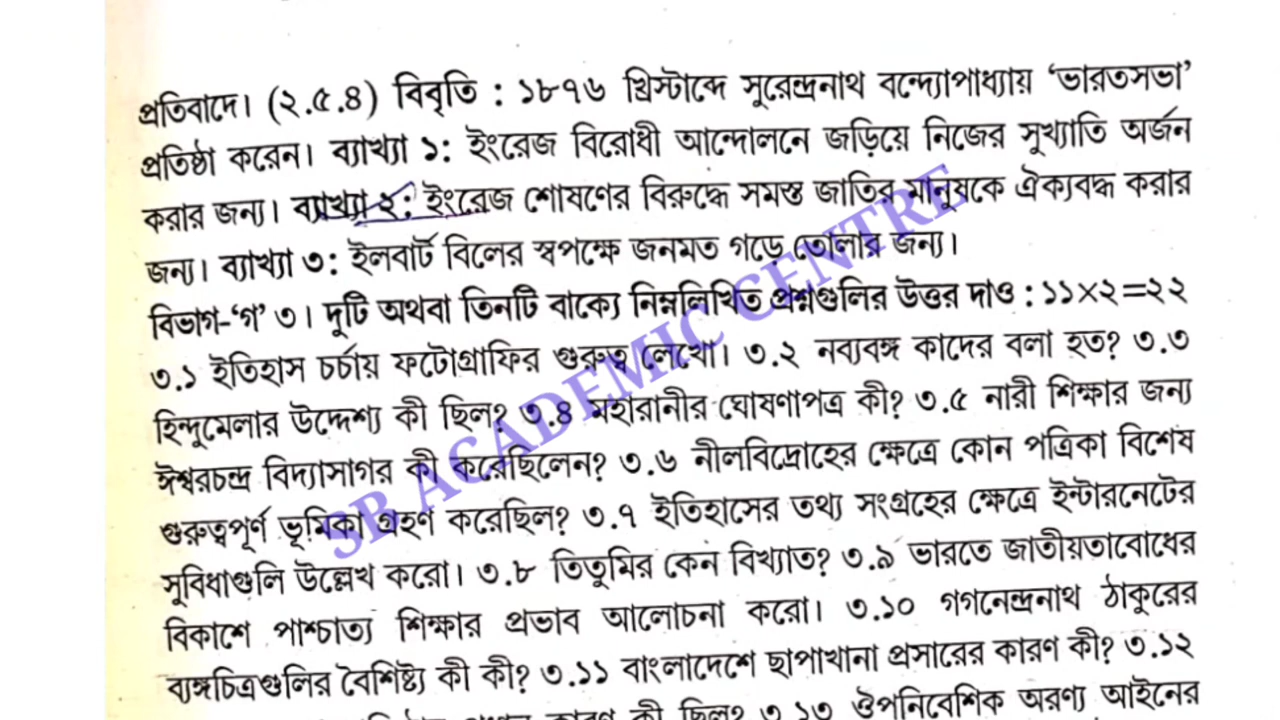 প্রতিবাদে। (২.৫.৪) বিবৃতি : ১৮৭৬ খ্রিস্টাব্দে সুরেন্দ্রনাথ বন্দ্যোপাধ্যায় ‘ভারতসভা’
প্রতিষ্ঠা করেন। ব্যাখ্যা ১: ইংরেজ বিরোধী আন্দোলনে জড়িয়ে নিজের সুখ্যাতি অর্জন
করার জন্য। ব্যাখ্যা ২: ইংরেজ শোষণের বিরুদ্ধে সমস্ত জাতির মানুষকে ঐক্যবদ্ধ করার
জন্য। ব্যাখ্যা ৩: ইলবার্ট বিলের স্বপক্ষে জনমত গড়ে তোলার জন্য।
বিভাগ-‘গ’ ৩। দুটি অথবা তিনটি বাক্যে নিম্নলিখিত প্রশ্নগুলির উত্তর দাও : ১১×২=২২
৩.১ ইতিহাস চর্চায় ফটোগ্রাফির গুরুত্ব লেখো। ৩.২ নব্যবঙ্গ কাদের বলা হত? ৩.৩
হিন্দুমেলার উদ্দেশ্য কী ছিল? ৩.৪ মহারানীর ঘোষণাপত্র কী? ৩.৫ নারী শিক্ষার জন্য
ঈশ্বরচন্দ্র বিদ্যাসাগর কী করেছিলেন? ৩.৬ নীলবিদ্রোহের ক্ষেত্রে কোন পত্রিকা বিশেষ
গুরুত্বপূর্ণ ভূমিকা গ্রহণ করেছিল? ৩.৭ ইতিহাসের তথ্য সংগ্রহের ক্ষেত্রে ইন্টারনেটের
সুবিধাগুলি উল্লেখ করো। ৩.৮ তিতুমির কেন বিখ্যাত? ৩.৯ ভারতে জাতীয়তাবোধের
বিকাশে পাশ্চাত্য শিক্ষার প্রভাব আলোচনা করো। ৩.১০ গগনেন্দ্রনাথ ঠাকুরের
ব্যঙ্গচিত্রগুলির বৈশিষ্ট্য কী কী? ৩.১১ বাংলাদেশে ছাপাখানা প্রসারের কারণ কী? ৩.১২
কারণ কী ছিল? ৩.১৩ ঔপনিবেশিক অরণ্য আইনের
SB ACADEMIC CENTRE